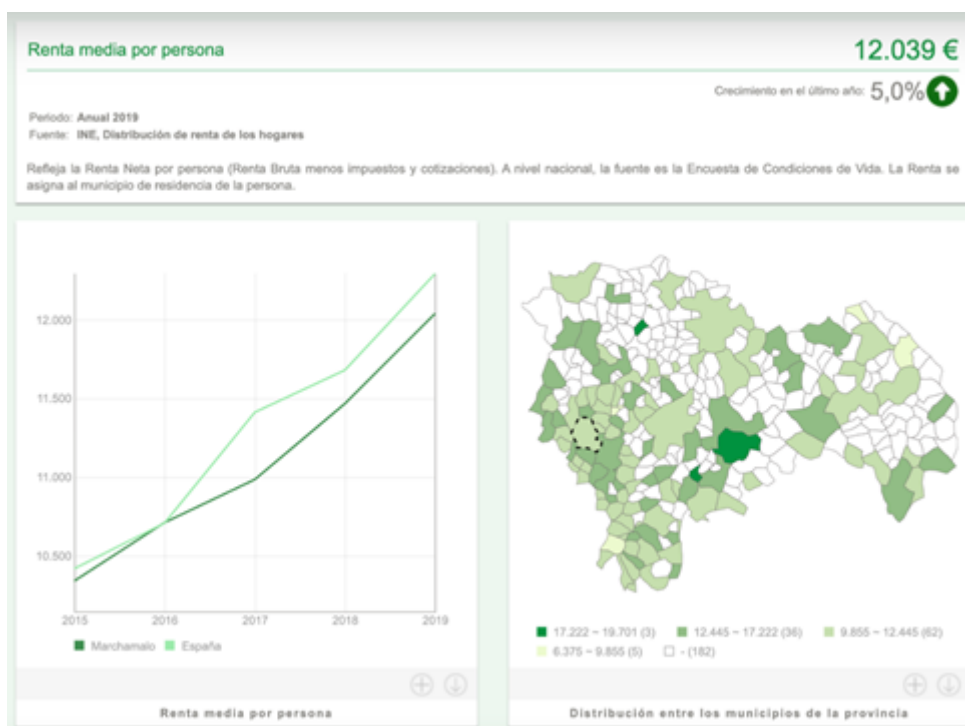 Renta media por persona
12.039 €
Crecimiento en el último año: 5,0%
Periodo: Anual 2019
Fuente: INE, Distribución de renta de los hogares
Refleja la Renta Neta por persona (Renta Bruta menos impuestos y cotizaciones). A nivel nacional, la fuente es la Encuesta de Condiciones de Vida. La Renta se
asigna al municipio de residencia de la persona.
12.000
11.500
11.000
10.500
2015 2016 2017 2018 2019
Marchamalo España
Renta media por persona
17.222 ~ 19.701 (3) 12.445 ~ 17.222 (36) 9.855 ~ 12.445 (62)
6.375 ~ 9.855 (5) - (182)
Distribución entre los municipios de la provincia